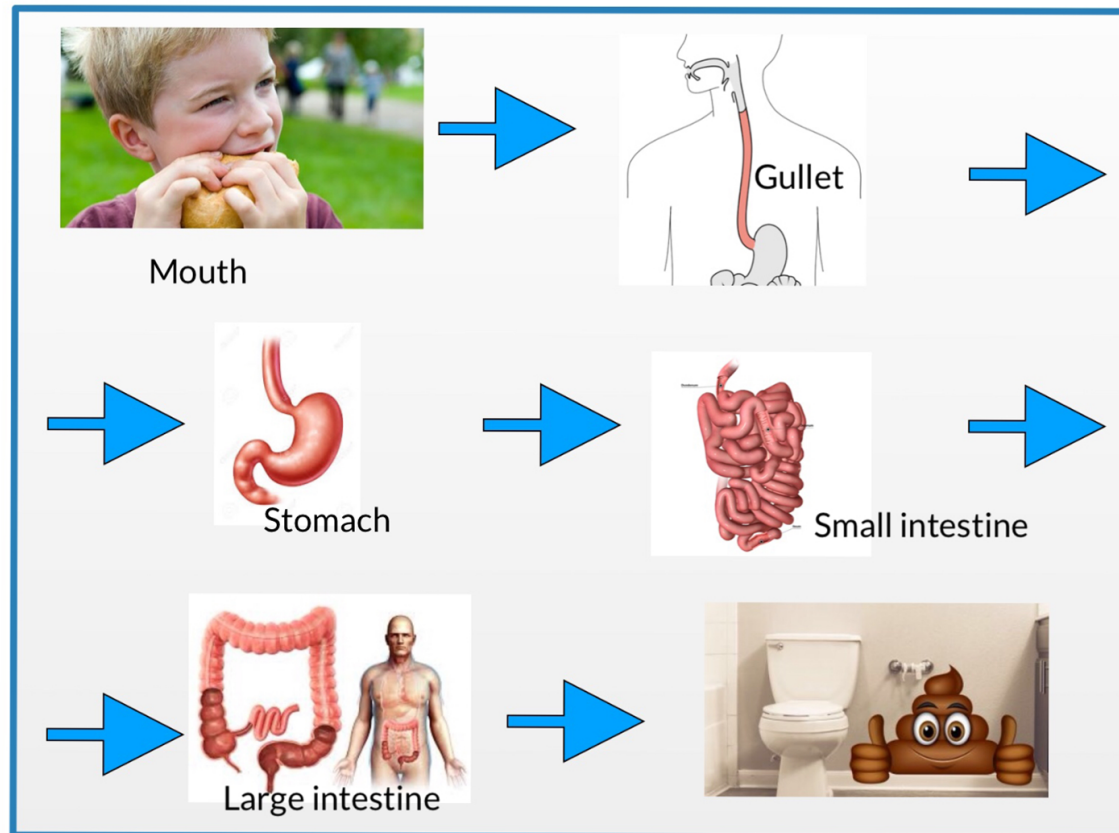 Mouth
Gullet
Stomach
Small intestine
Large intestine